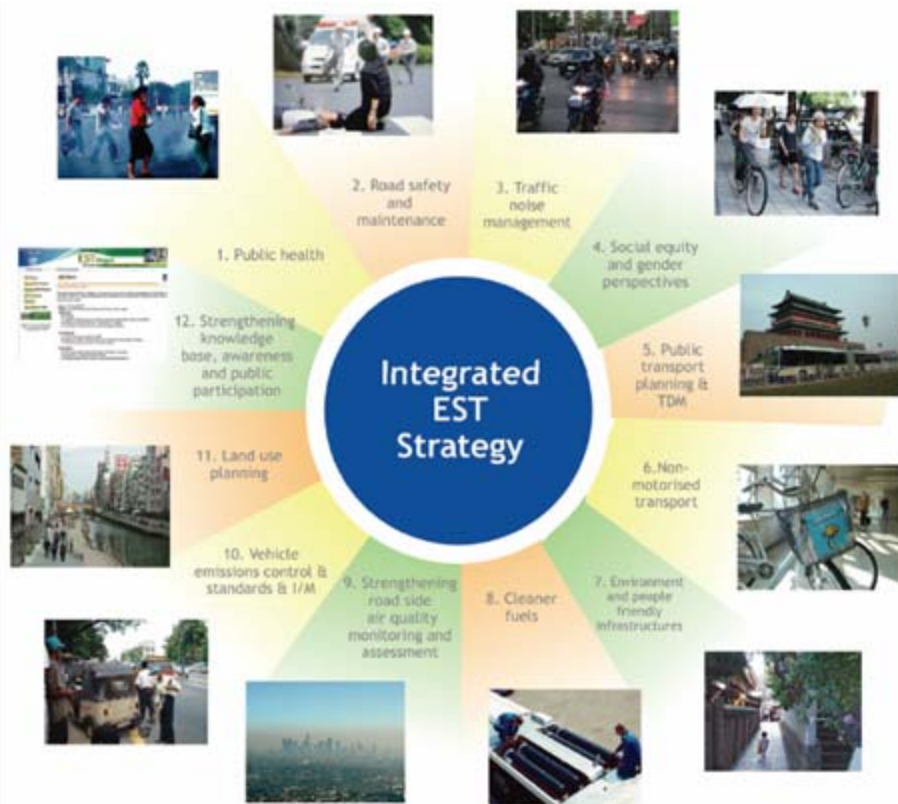 Integrated
EST
Strategy
1. Public health
2. Road safety
and
maintenance
3. Traffic
noise
management
4. Social equity
and gender
perspectives
5. Public
transport
planning &
TDM
6.Non-
motorised
transport
7. Environment
and people
friendly
infrastructures
8. Cleaner
fuels
9. Strengthening
road side
air quality
monitoring and
assessment
10. Vehicle
emissions control &
standards & I/M
11. Land use
planning
12. Strengthening
knowledge
base, awareness
and public
participation
EST